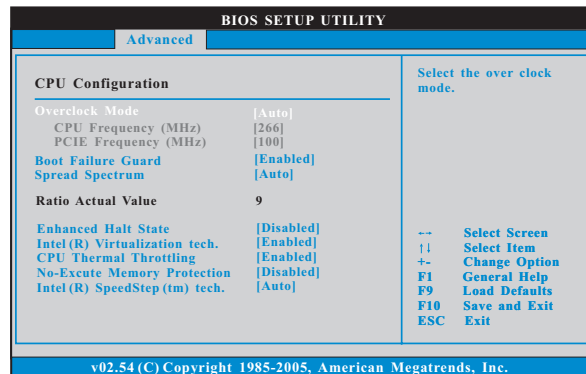 BIOS SETUP UTILITY
Advanced
CPU Configuration
Overclock Mode [Auto]
CPU Frequency (MHz) [266]
PCIE Frequency (MHz) [100]
Boot Failure Guard [Enabled]
Spread Spectrum [Auto]
Ratio Actual Value 9
Enhanced Halt State [Disabled]
Intel (R) Virtualization tech. [Enabled]
CPU Thermal Throttling [Enabled]
No-Excute Memory Protection [Disabled]
Intel (R) SpeedStep (tm) tech. [Auto]
Select the over clock
mode.
←→ Select Screen
↑↓ Select Item
+- Change Option
F1 General Help
F9 Load Defaults
F10 Save and Exit
ESC Exit
v02.54 (C) Copyright 1985-2005, American Megatrends, Inc.